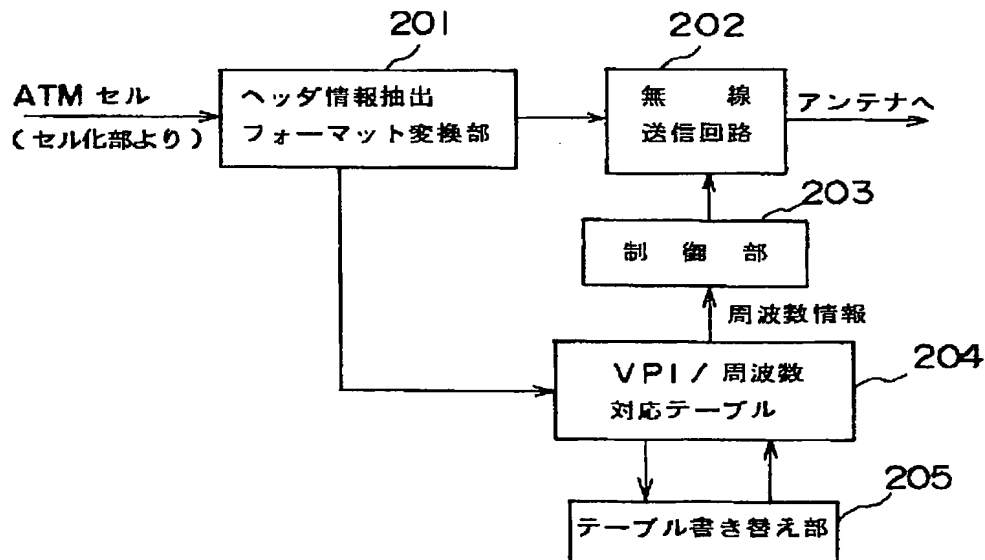 201
202
ATM セル
(セル化部より)
ヘッダ情報抽出
フォーマット変換部
無 線
送信回路
アンテナへ
203
制 御 部
周波数情報
204
VPI / 周波数
対応テーブル
205
テーブル書き替え部